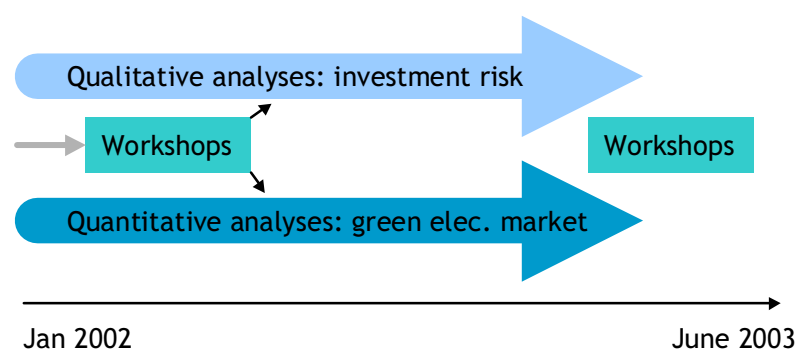 Qualitative analyses: investment risk
Workshops
Workshops
Quantitative analyses: green elec. market
Jan 2002
June 2003